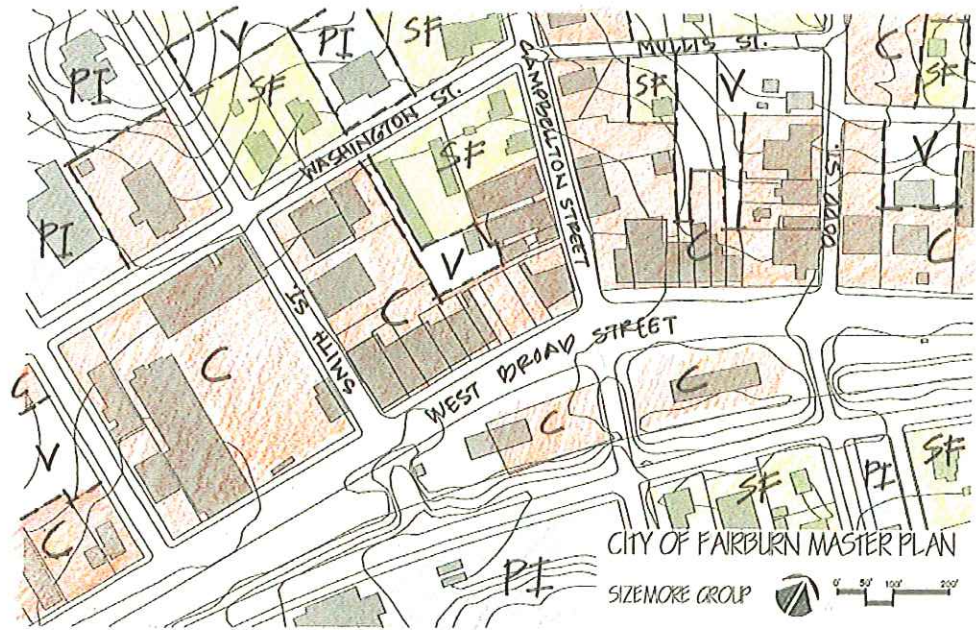 PI
V
PI
SF
C
SF
SF
MULLIS ST.
SF
V
WASHINGTON ST.
CAMPBELLTON STREET
SF
V
PI
C
V
C
DODD ST.
C
SMITH ST
C
C
WEST BROAD STREET
C
C
C
V
C
SF
PI
SF
PI
CITY OF FAIRBURN MASTER PLAN
SIZEMORE GROUP
0' 50' 100' 200'